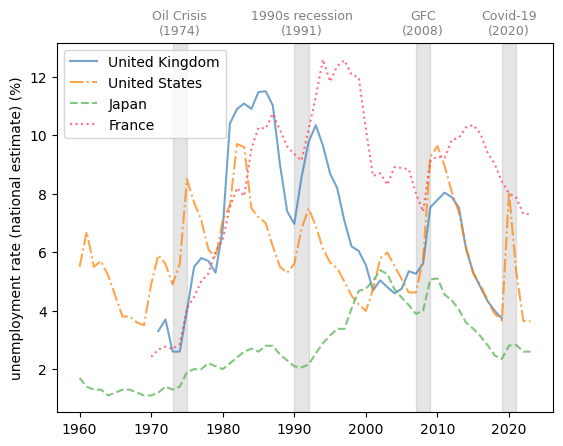 Oil Crisis
(1974)
1990s recession
(1991)
GFC
(2008)
Covid-19
(2020)
United Kingdom
United States
Japan
France
unemployment rate (national estimate) (%)
12
10
8
6
4
2
1960
1970
1980
1990
2000
2010
2020